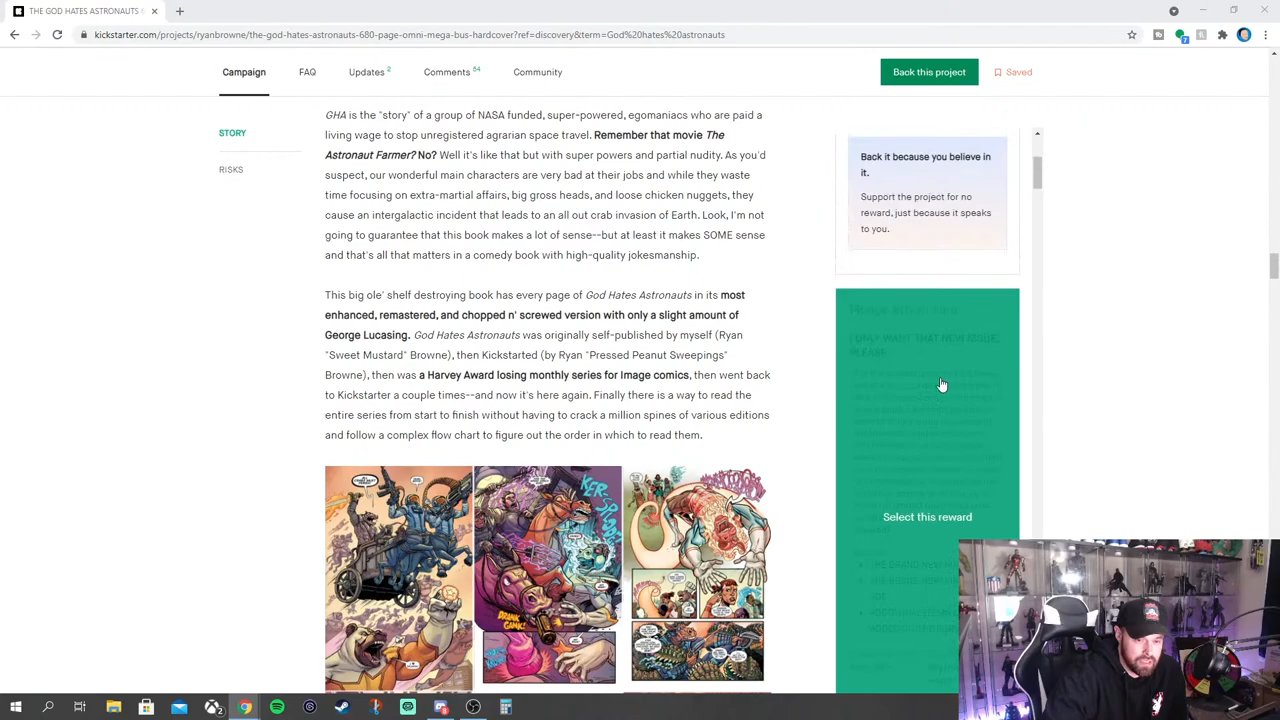 THE GOD HATES ASTRONAUTS 6
kickstarter.com/projects/ryanbrowne/the-god-hates-astronauts-680-page-omni-mega-bus-hardcover?ref=discovery&term=God%20hates%20astronauts
Campaign
FAQ
Updates 2
Comments 64
Community
Back this project
Saved
STORY
RISKS
GHA is the "story" of a group of NASA funded, super-powered, egomaniacs who are paid a
living wage to stop unregistered agrarian space travel. Remember that movie The
Astronaut Farmer? No? Well it's like that but with super powers and partial nudity. As you'd
suspect, our wonderful main characters are very bad at their jobs and while they waste
time focusing on extra-martial affairs, big gross heads, and loose chicken nuggets, they
cause an intergalactic incident that leads to an all out crab invasion of Earth. Look, I'm not
going to guarantee that this book makes a lot of sense--but at least it makes SOME sense
and that's all that matters in a comedy book with high-quality jokesmanship.
This big ole' shelf destroying book has every page of God Hates Astronauts in its most
enhanced, remastered, and chopped n' screwed version with only a slight amount of
George Lucasing. God Hates Astronauts was originally self-published by myself (Ryan
"Sweet Mustard" Browne), then Kickstarted (by Ryan "Pressed Peanut Sweepings"
Browne), then was a Harvey Award losing monthly series for Image comics, then went back
to Kickstarter a couple times--and now it's here again. Finally there is a way to read the
entire series from start to finish without having to crack a million spines of various editions
and follow a complex flow chart to figure out the order in which to read them.
Back it because you believe in
it.
Support the project for no
reward, just because it speaks
to you.
Select this reward